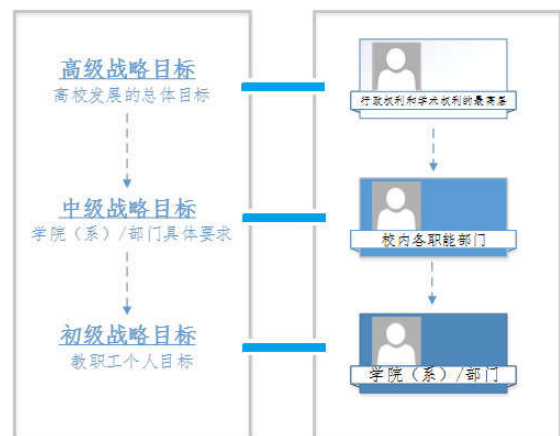 高级战略目标
高校发展的总体目标
中级战略目标
学院（系）/部门具体要求
初级战略目标
教职工个人目标
行政权利和学术权利的最高层
校内各职能部门
学院（系）/部门